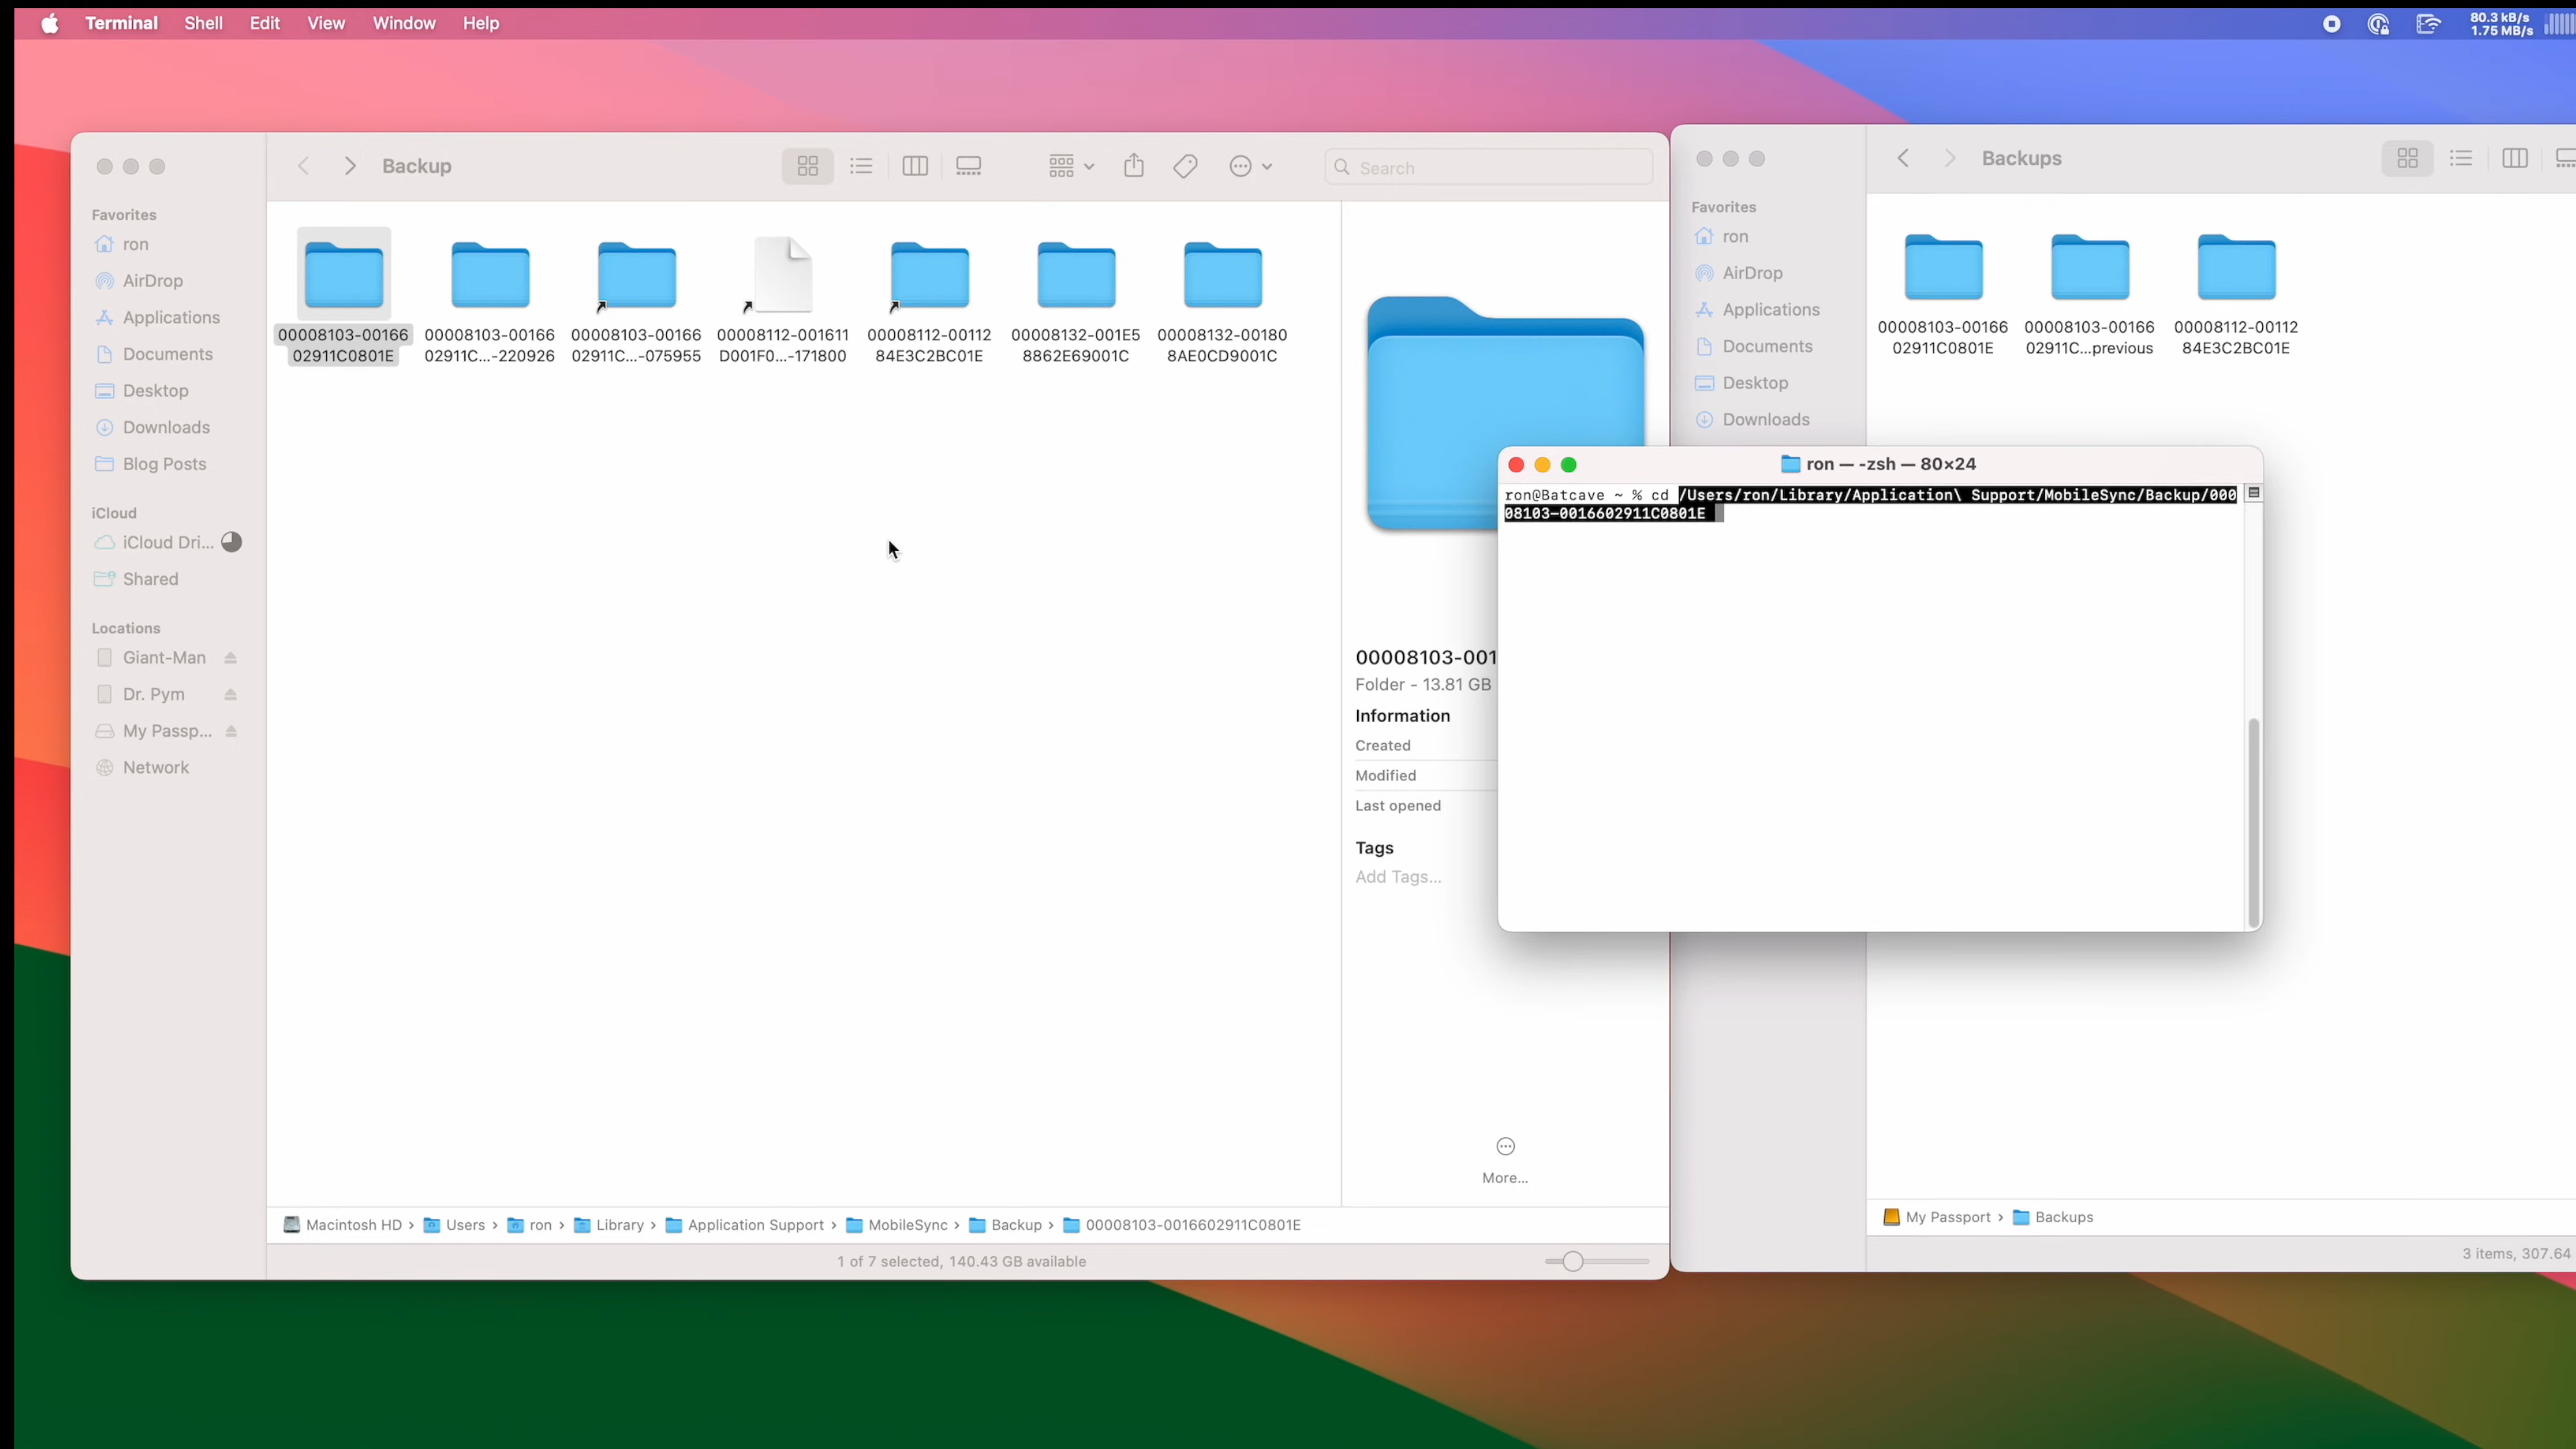 Terminal Shell Edit View Window Help
80.3 kB/s
1.75 MB/s
Backup
Search
Favorites
ron
AirDrop
Applications
Documents
Desktop
Downloads
Blog Posts
iCloud
iCloud Dri...
Shared
Locations
Giant-Man
Dr. Pym
My Passp...
Network
00008103-00166
02911C0801E
00008103-00166
02911C...-220926
00008103-00166
02911C...-075955
00008112-001611
D001F0...-171800
00008112-00112
84E3C2BC01E
00008132-001E5
8862E69001C
00008132-00180
8AE0CD9001C
00008103-001
Folder - 13.81 GB
Information
Created
Modified
Last opened
Tags
Add Tags...
More...
Macintosh HD › Users › ron › Library › Application Support › MobileSync › Backup › 00008103-0016602911C0801E
1 of 7 selected, 140.43 GB available
Backups
Favorites
ron
AirDrop
Applications
Documents
Desktop
Downloads
00008103-00166
02911C0801E
00008103-00166
02911C...previous
00008112-00112
84E3C2BC01E
ron — -zsh — 80×24
ron@Batcave ~ % cd /Users/ron/Library/Application\ Support/MobileSync/Backup/000
08103-0016602911C0801E
My Passport › Backups
3 items, 307.64